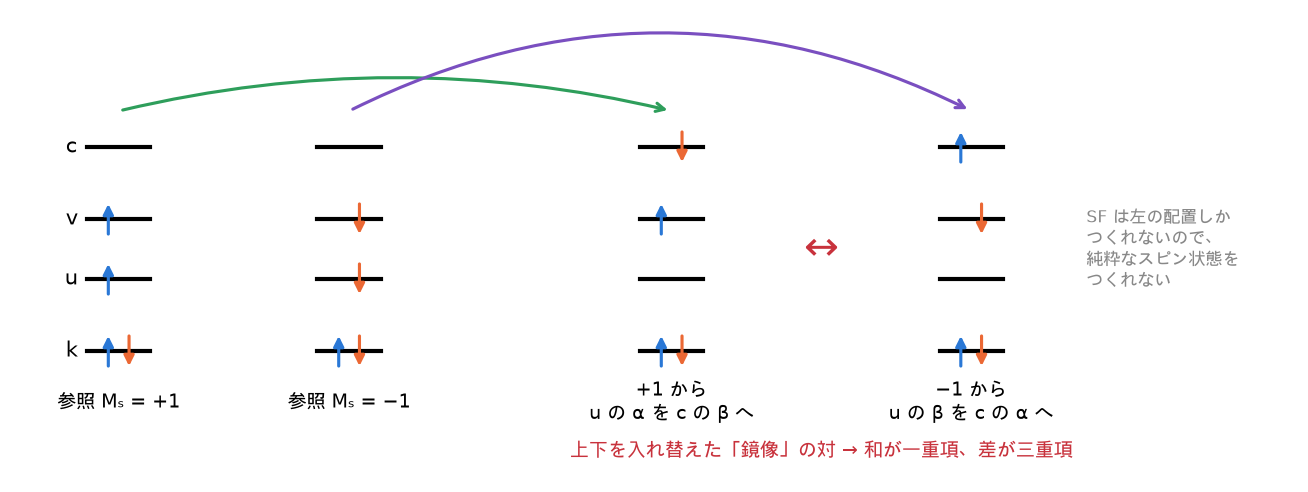 c
v
u
k
SF は左の配置しか
つくれないので、
純粋なスピン状態を
つくれない
参照 Mₛ = +1
参照 Mₛ = −1
+1 から
u の α を c の β へ
−1 から
u の β を c の α へ
上下を入れ替えた「鏡像」の対 → 和が一重項、差が三重項